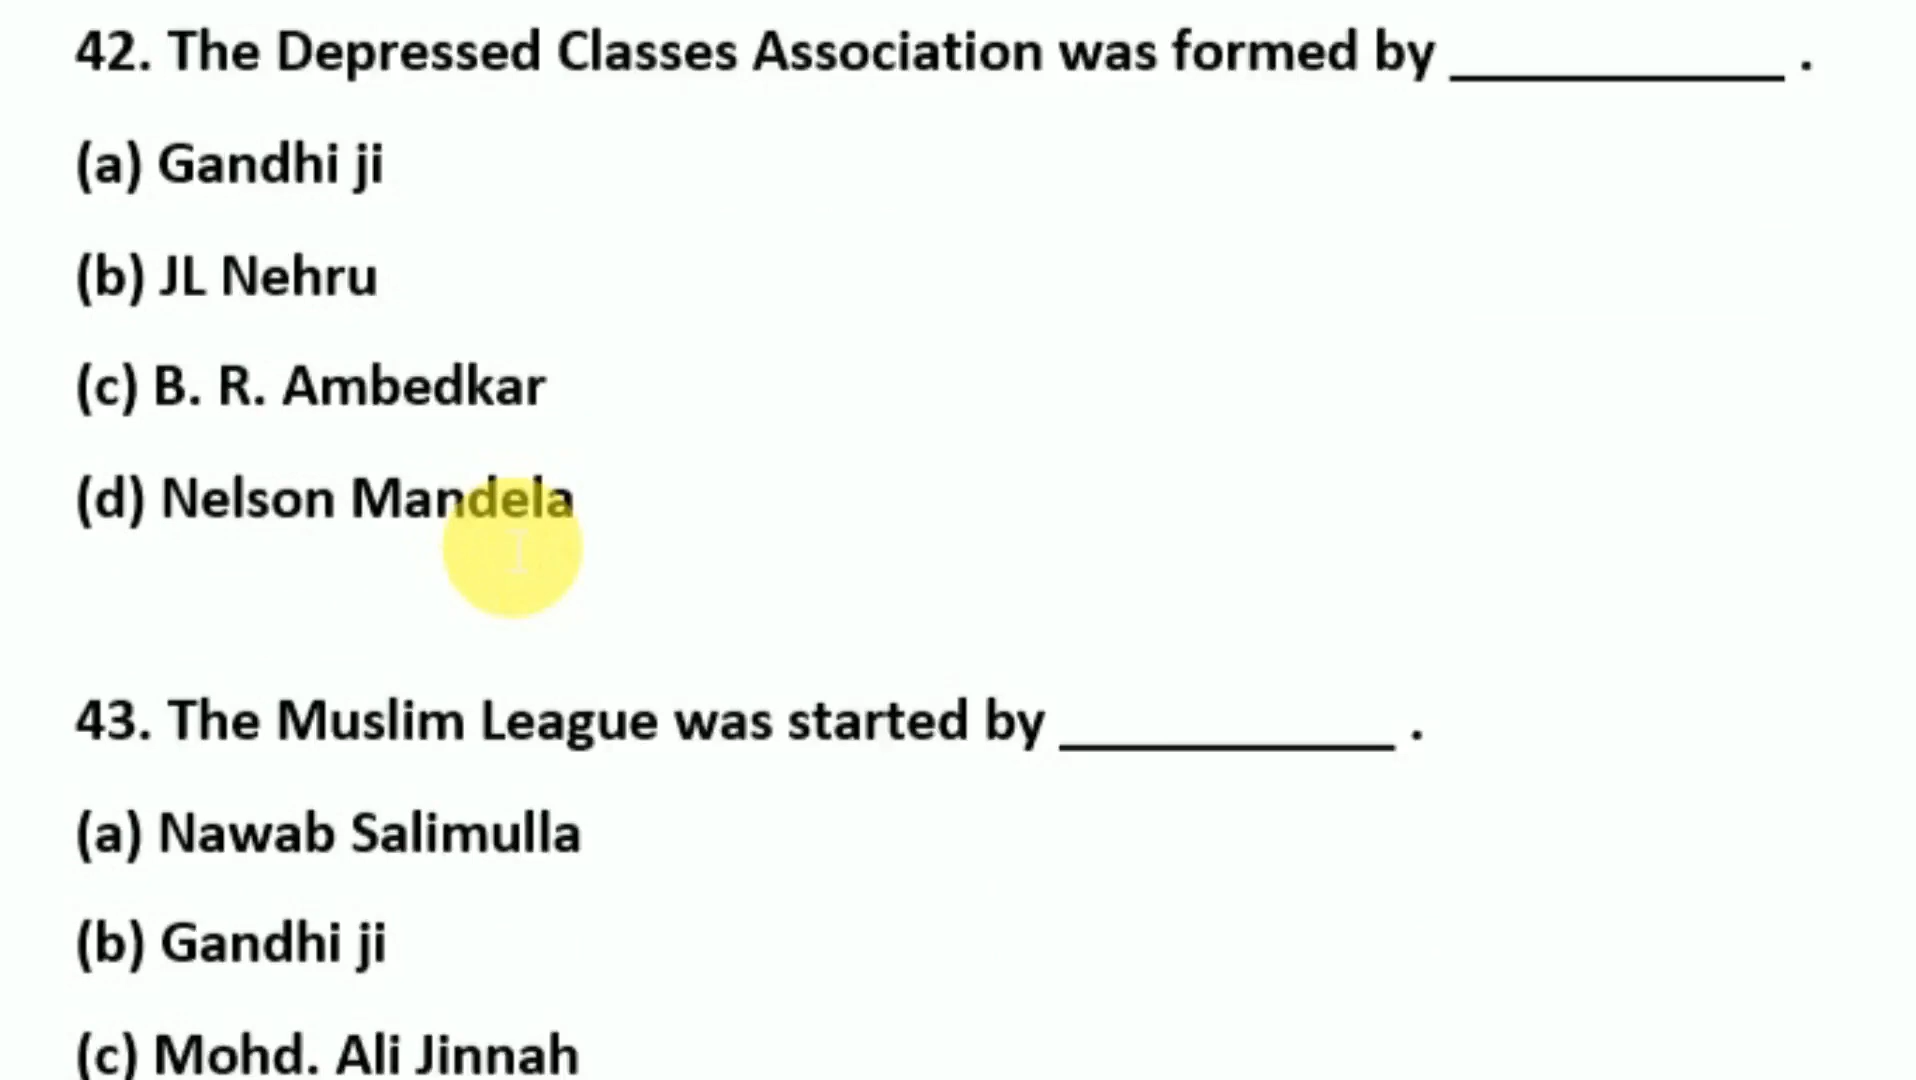 42. The Depressed Classes Association was formed by ____________ .
(a) Gandhi ji
(b) JL Nehru
(c) B. R. Ambedkar
(d) Nelson Mandela
43. The Muslim League was started by ____________ .
(a) Nawab Salimulla
(b) Gandhi ji
(c) Mohd. Ali Jinnah